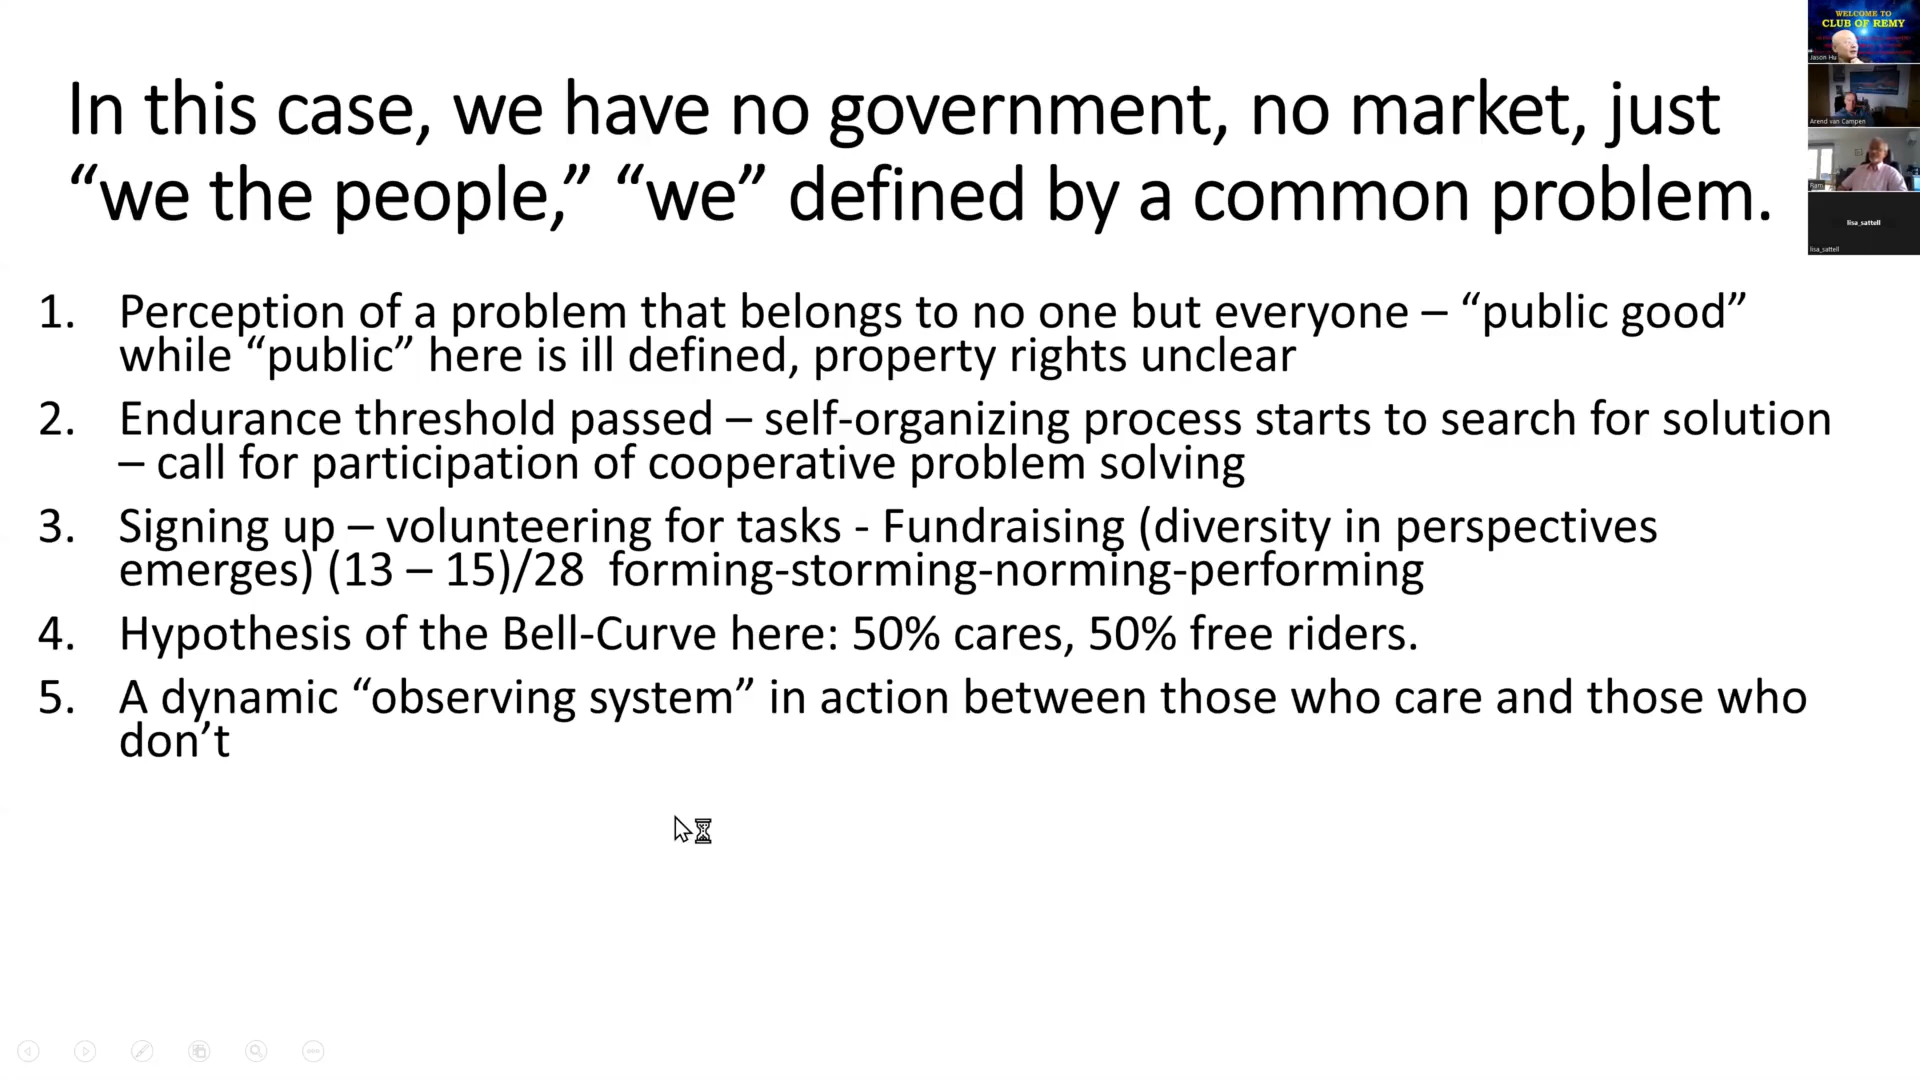 In this case, we have no government, no market, just
“we the people,” “we” defined by a common problem.
1. Perception of a problem that belongs to no one but everyone – “public good”
while “public” here is ill defined, property rights unclear
2. Endurance threshold passed – self-organizing process starts to search for solution
– call for participation of cooperative problem solving
3. Signing up – volunteering for tasks - Fundraising (diversity in perspectives
emerges) (13 – 15)/28  forming-storming-norming-performing
4. Hypothesis of the Bell-Curve here: 50% cares, 50% free riders.
5. A dynamic “observing system” in action between those who care and those who
don’t
WELCOME TO
CLUB OF REMY
Jason Hu
Arend van Campen
lisa_sattell
lisa_sattell